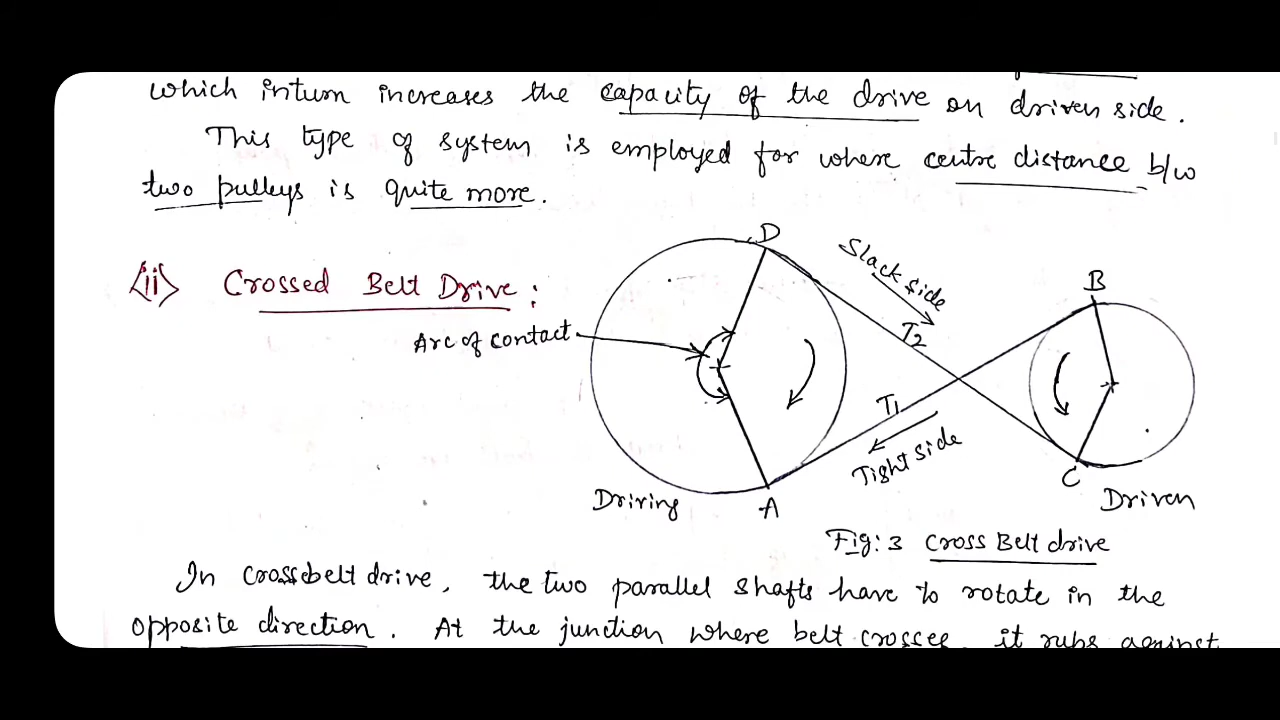 which inturn increases the capacity of the drive on driven side.
This type of system is employed for where centre distance b/w
two pulleys is quite more.
<ii> Crossed Belt Drive :
Arc of contact
D
Slack side
T2
B
T1
Tight side
Driving
A
C
Driven
Fig: 3 Cross Belt drive
In crossbelt drive, the two parallel shafts have to rotate in the
opposite direction. At the junction where belt crosses, it rubs against